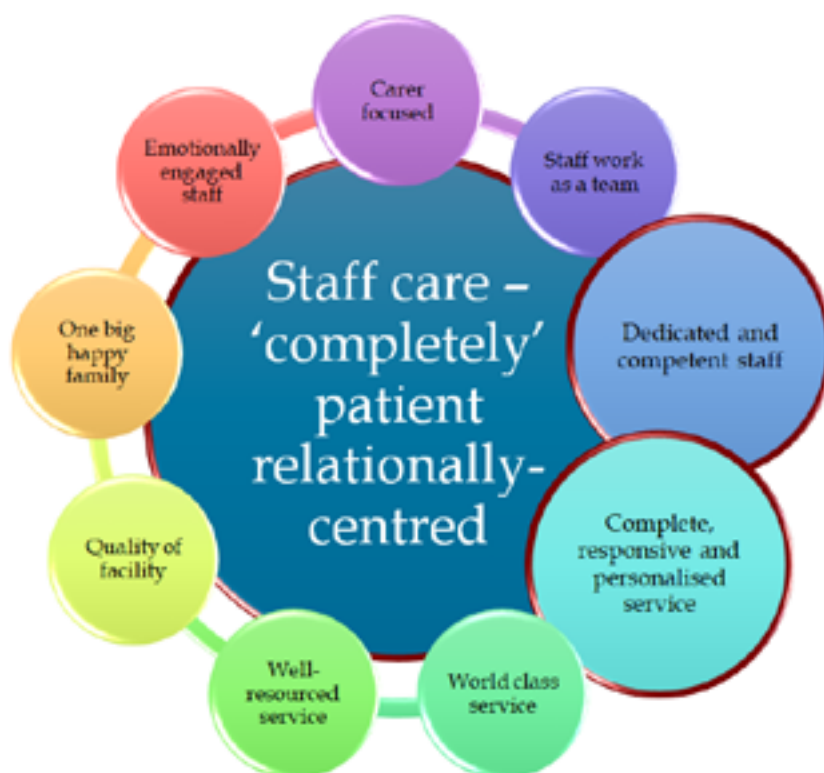 Carer
focused
Staff work
as a team
Dedicated and
competent staff
Complete,
responsive and
personalised
service
World class
service
Well-
resourced
service
Quality of
facility
One big
happy
family
Emotionally
engaged
staff
Staff care –
‘completely’
patient
relationally-
centred